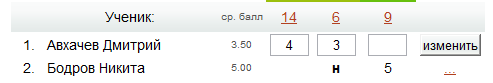 Ученик: ср. балл 14 6 9
1. Авхачев Дмитрий 3.50 4 3 изменить
2. Бодров Никита 5.00 н 5 ...